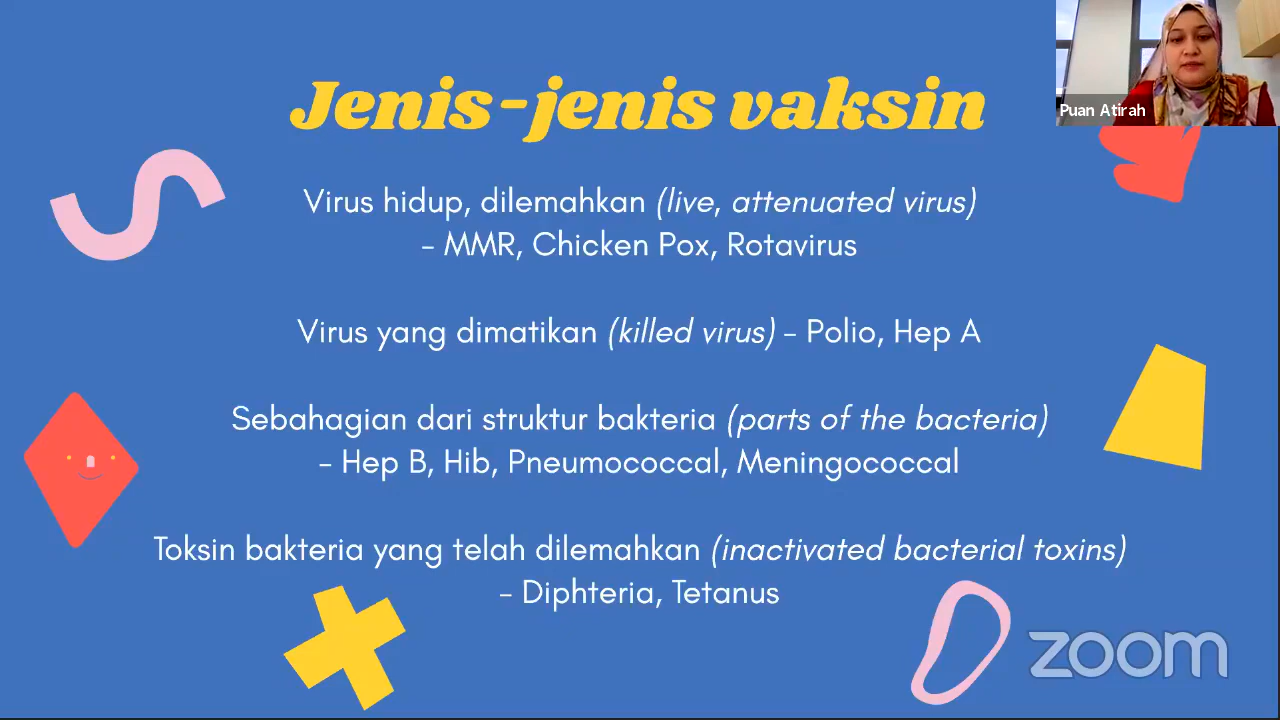 Jenis-jenis vaksin
Puan Atirah
Virus hidup, dilemahkan (live, attenuated virus)
- MMR, Chicken Pox, Rotavirus
Virus yang dimatikan (killed virus) - Polio, Hep A
Sebahagian dari struktur bakteria (parts of the bacteria)
- Hep B, Hib, Pneumococcal, Meningococcal
Toksin bakteria yang telah dilemahkan (inactivated bacterial toxins)
- Diphteria, Tetanus
zoom